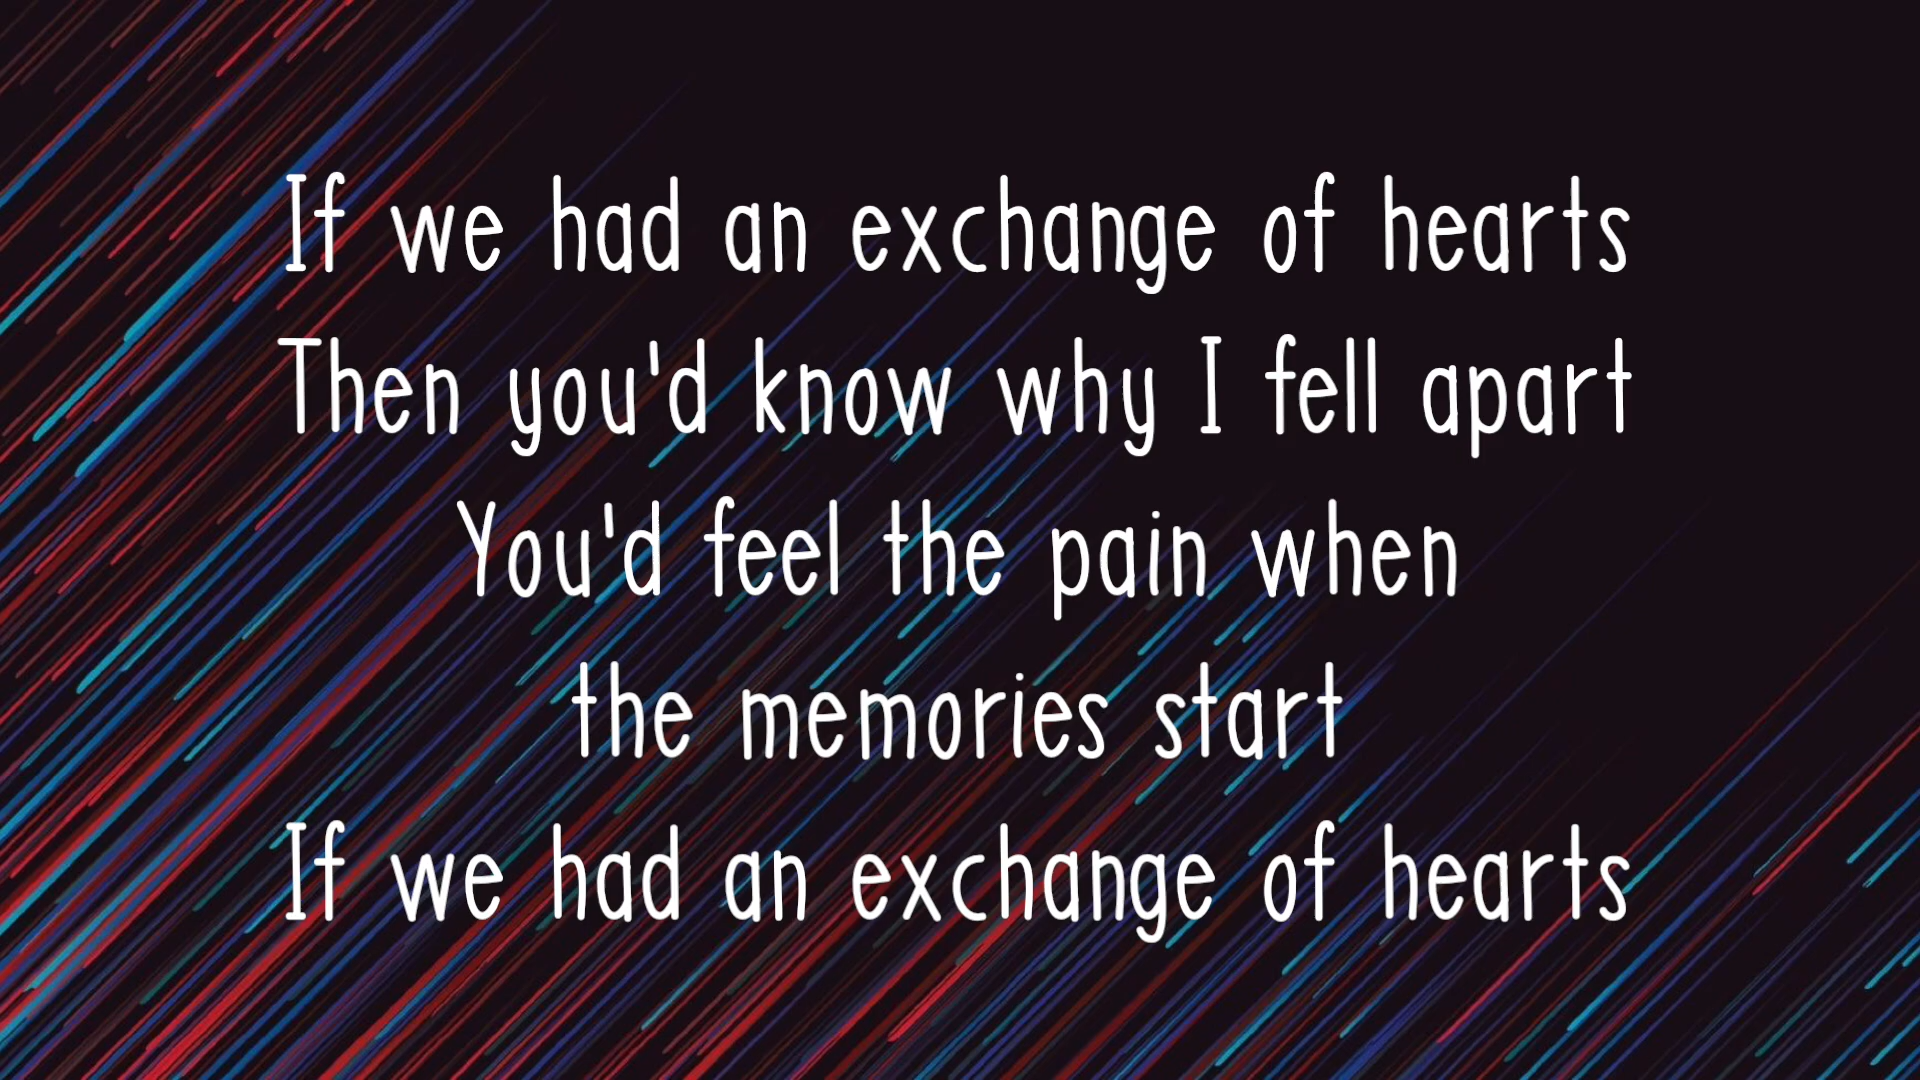 If we had an exchange of hearts
Then you'd know why I fell apart
You'd feel the pain when
the memories start
If we had an exchange of hearts